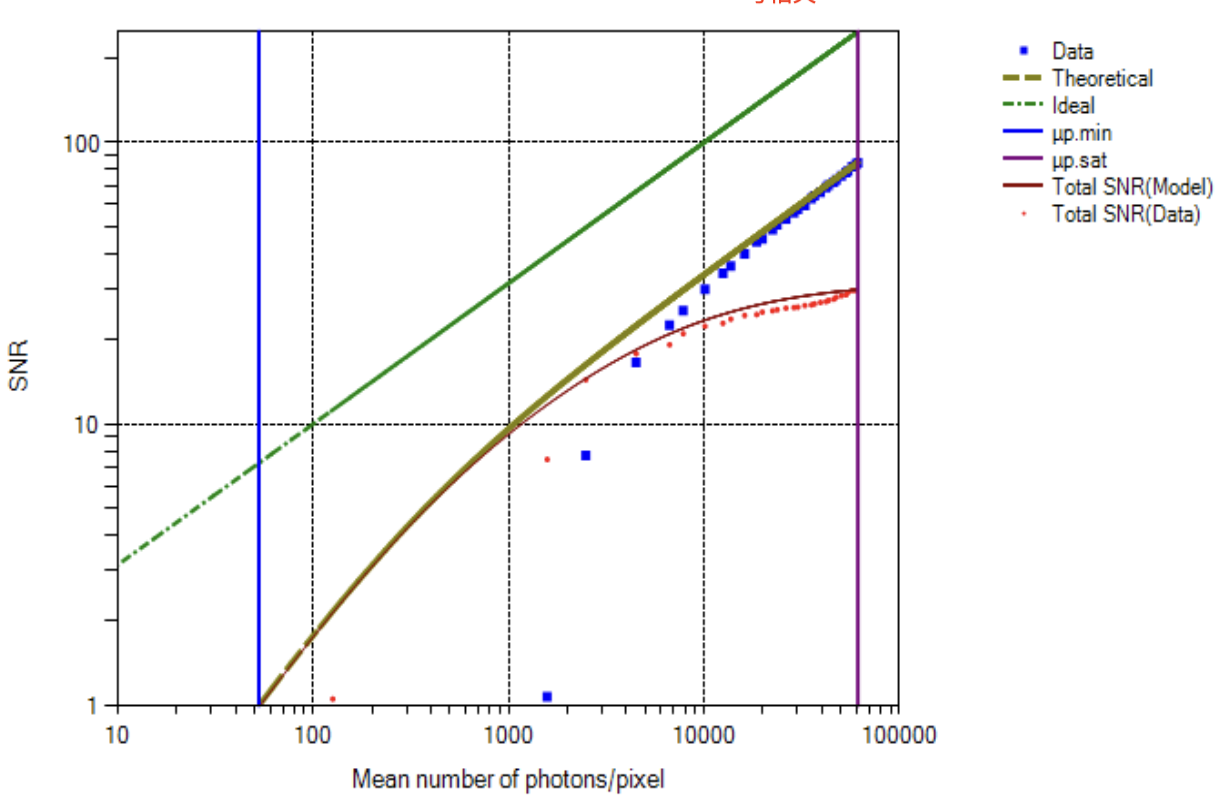 100
10
1
SNR
10
100
1000
10000
100000
Mean number of photons/pixel
Data
Theoretical
Ideal
µp.min
µp.sat
Total SNR(Model)
Total SNR(Data)